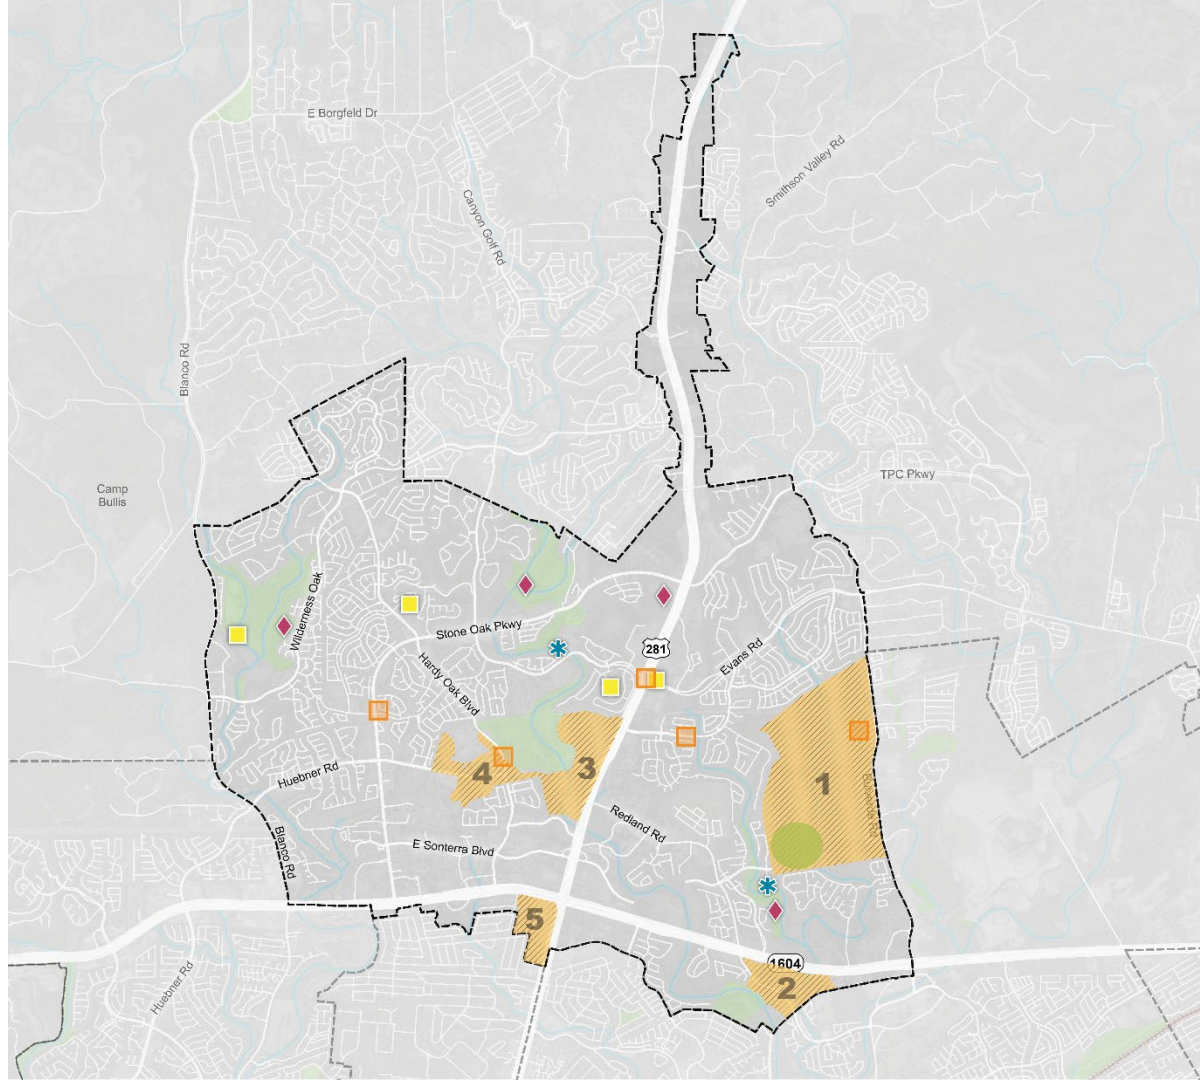 E Borgfeld Dr
Smithson Valley Rd
Canyon Golf Rd
Blanco Rd
TPC Pkwy
Camp
Bullis
Wilderness Oak
Stone Oak Pkwy
281
Evans Rd
Hardy Oak Blvd
3
4
1
Huebner Rd
Redland Rd
Blanco Rd
E Sonterra Blvd
5
1604
2
Huebner Rd